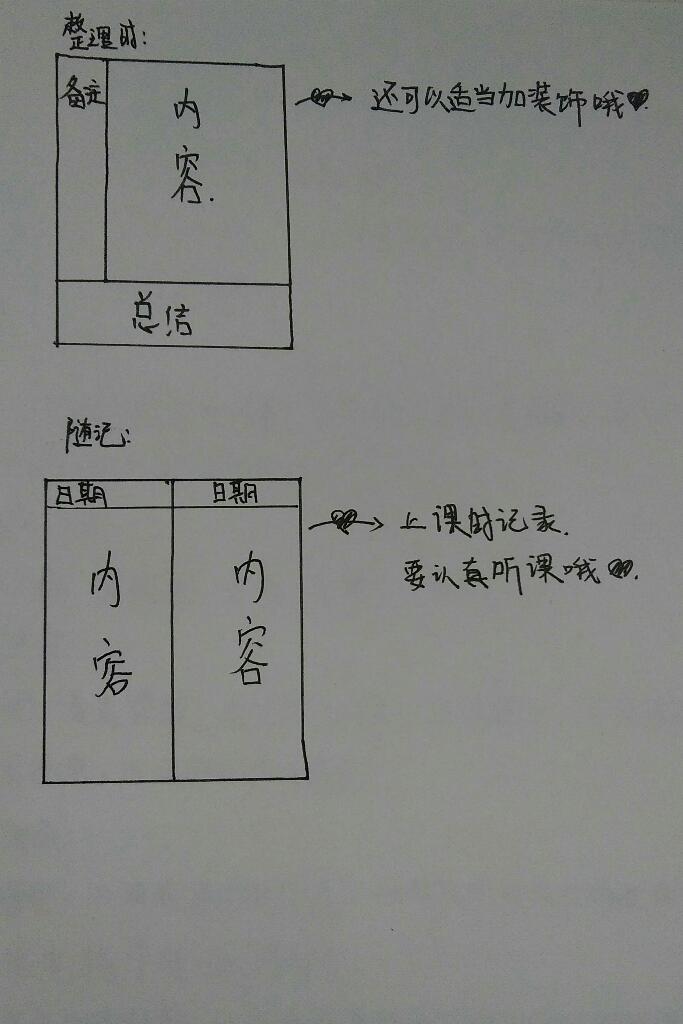 整理时:
备注
内
容.
还可以适当加装饰哦
总结
随记:
日期 日期
内 内
容 容
上课时记录.
要认真听课哦.